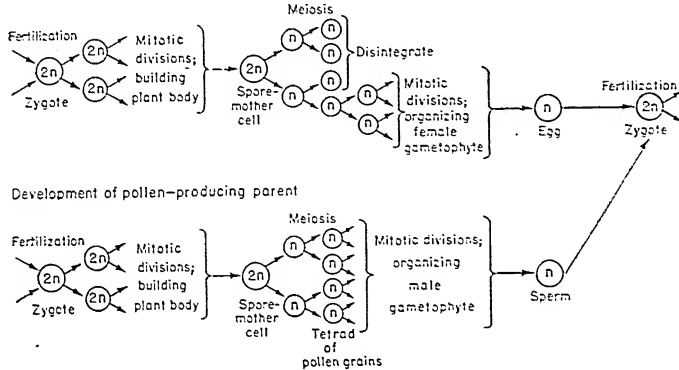 Meiosis
Fertilization
2n
2n
2n
Zygote
Mitotic
divisions;
building
plant body
2n
Spore-
mother
cell
n
n
n
n
n
n
Disintegrate
n
n
n
Mitotic
divisions;
organizing
female
gametophyte
n
Egg
Fertilization
2n
Zygote
Development of pollen-producing parent
Fertilization
2n
2n
2n
Zygote
Mitotic
divisions;
building
plant body
2n
Spore-
mother
cell
Meiosis
n
n
n
n
n
n
Tetrad
of
pollen grains
Mitotic divisions;
organizing
male
gametophyte
n
Sperm